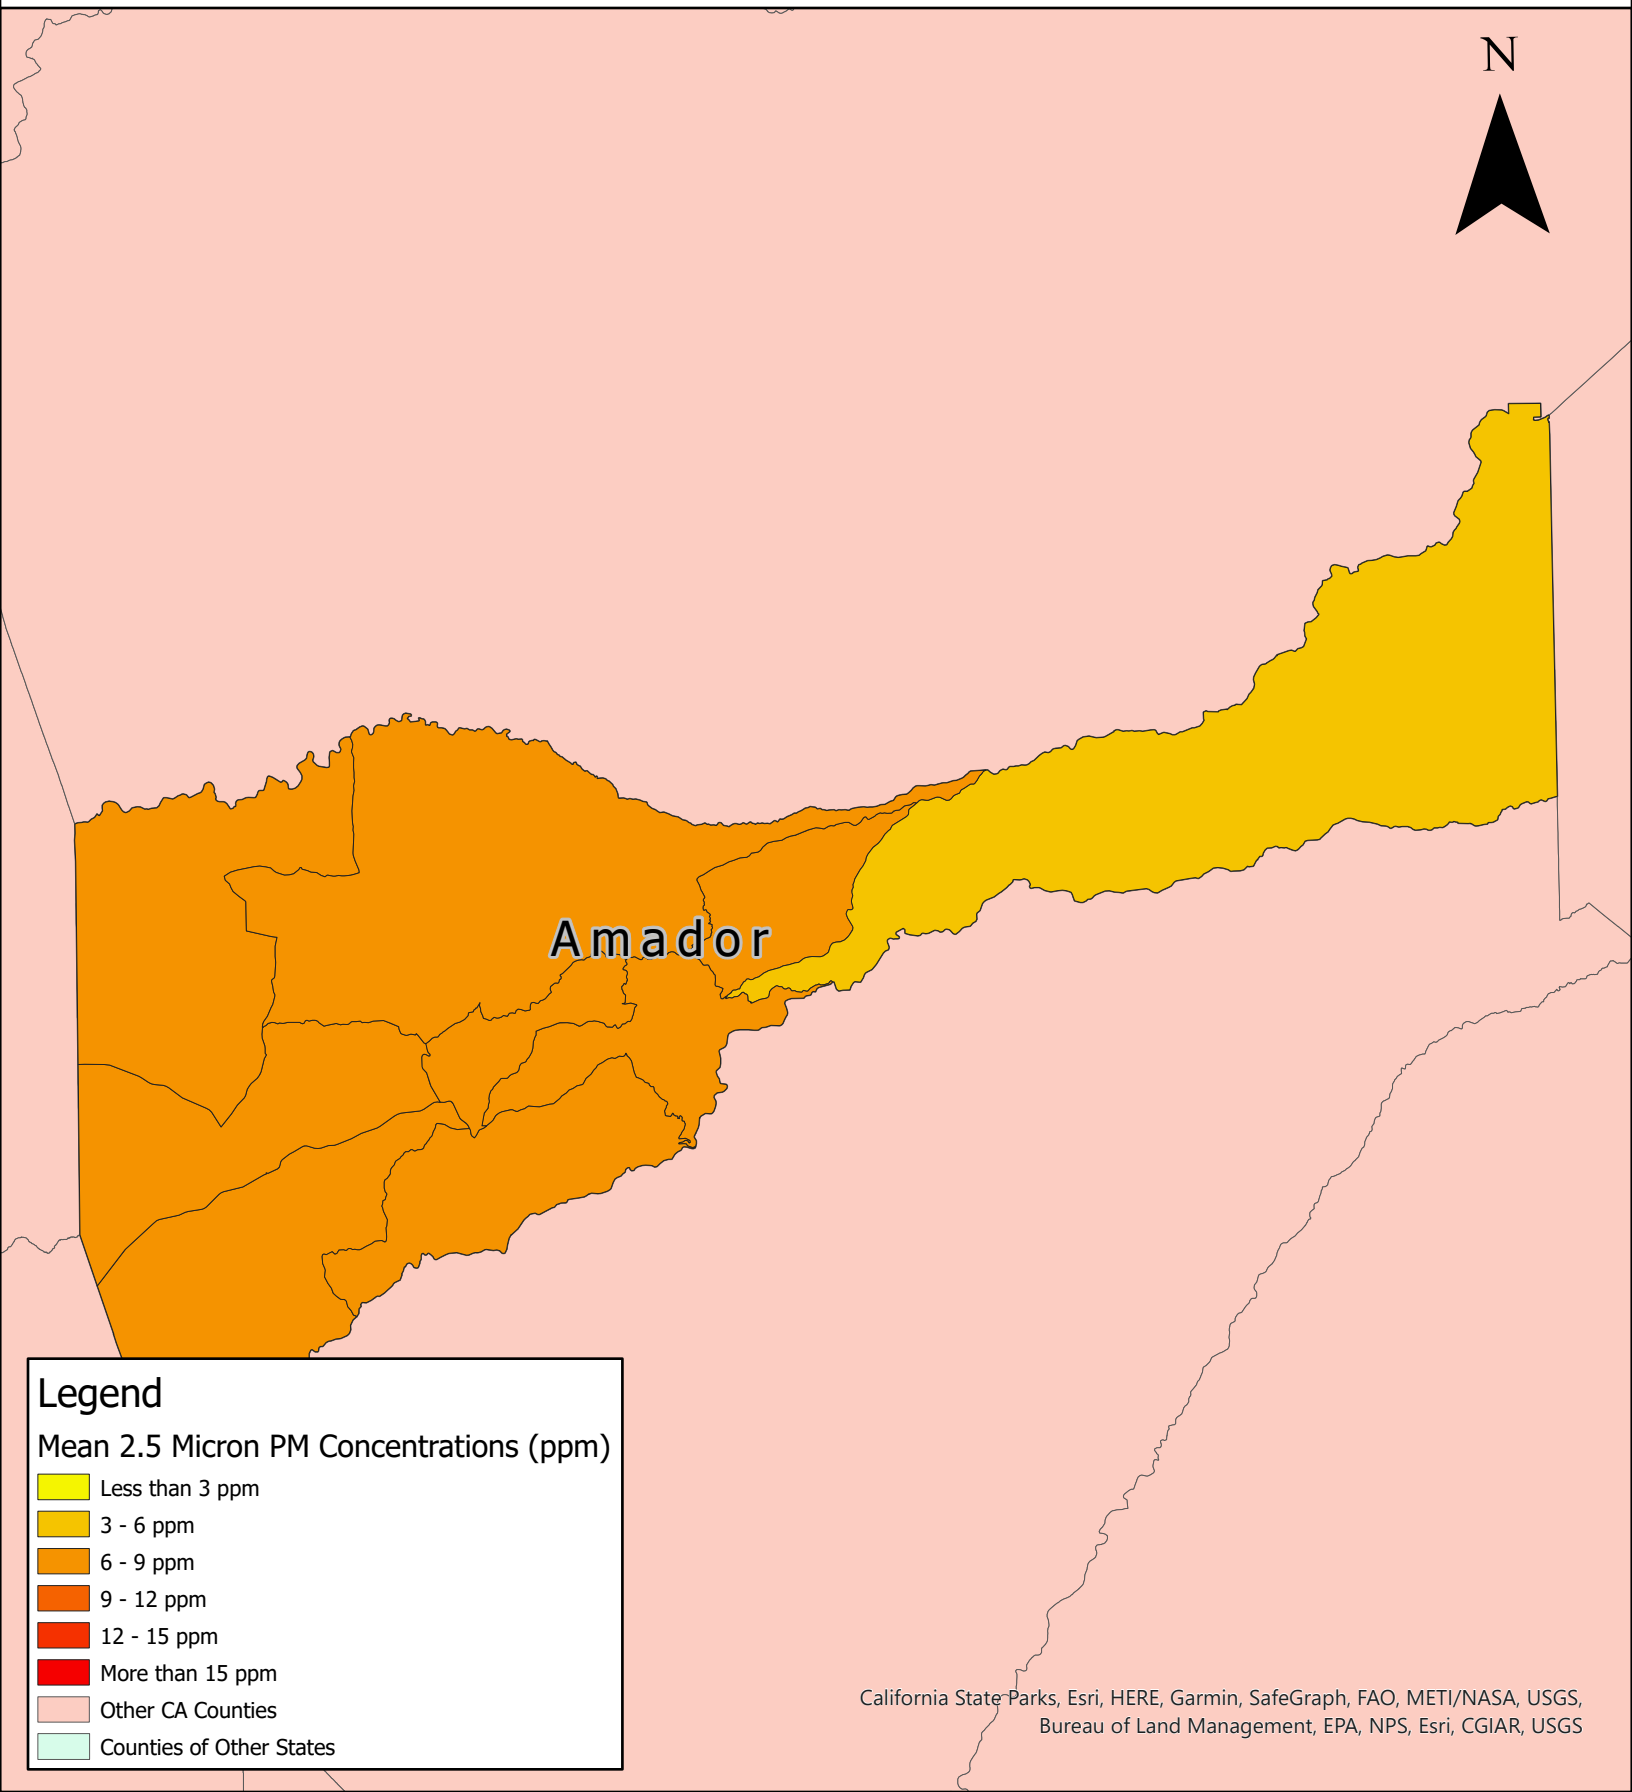 N
Amador
Legend
Mean 2.5 Micron PM Concentrations (ppm)
Less than 3 ppm
3 - 6 ppm
6 - 9 ppm
9 - 12 ppm
12 - 15 ppm
More than 15 ppm
Other CA Counties
Counties of Other States
California State Parks, Esri, HERE, Garmin, SafeGraph, FAO, METI/NASA, USGS,
Bureau of Land Management, EPA, NPS, Esri, CGIAR, USGS